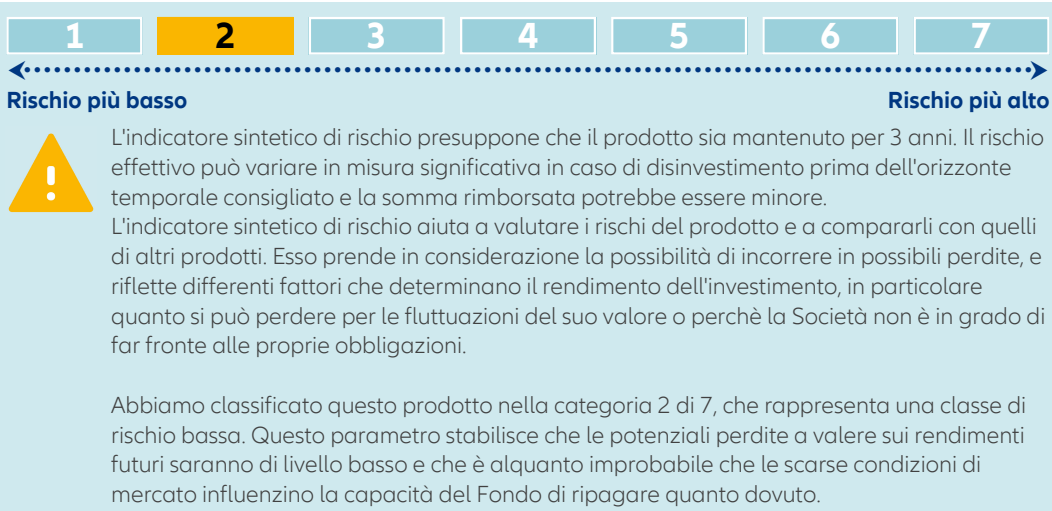 1 2 3 4 5 6 7
Rischio più basso Rischio più alto
L'indicatore sintetico di rischio presuppone che il prodotto sia mantenuto per 3 anni. Il rischio
effettivo può variare in misura significativa in caso di disinvestimento prima dell'orizzonte
temporale consigliato e la somma rimborsata potrebbe essere minore.
L'indicatore sintetico di rischio aiuta a valutare i rischi del prodotto e a compararli con quelli
di altri prodotti. Esso prende in considerazione la possibilità di incorrere in possibili perdite, e
riflette differenti fattori che determinano il rendimento dell'investimento, in particolare
quanto si può perdere per le fluttuazioni del suo valore o perchè la Società non è in grado di
far fronte alle proprie obbligazioni.
Abbiamo classificato questo prodotto nella categoria 2 di 7, che rappresenta una classe di
rischio bassa. Questo parametro stabilisce che le potenziali perdite a valere sui rendimenti
futuri saranno di livello basso e che è alquanto improbabile che le scarse condizioni di
mercato influenzino la capacità del Fondo di ripagare quanto dovuto.